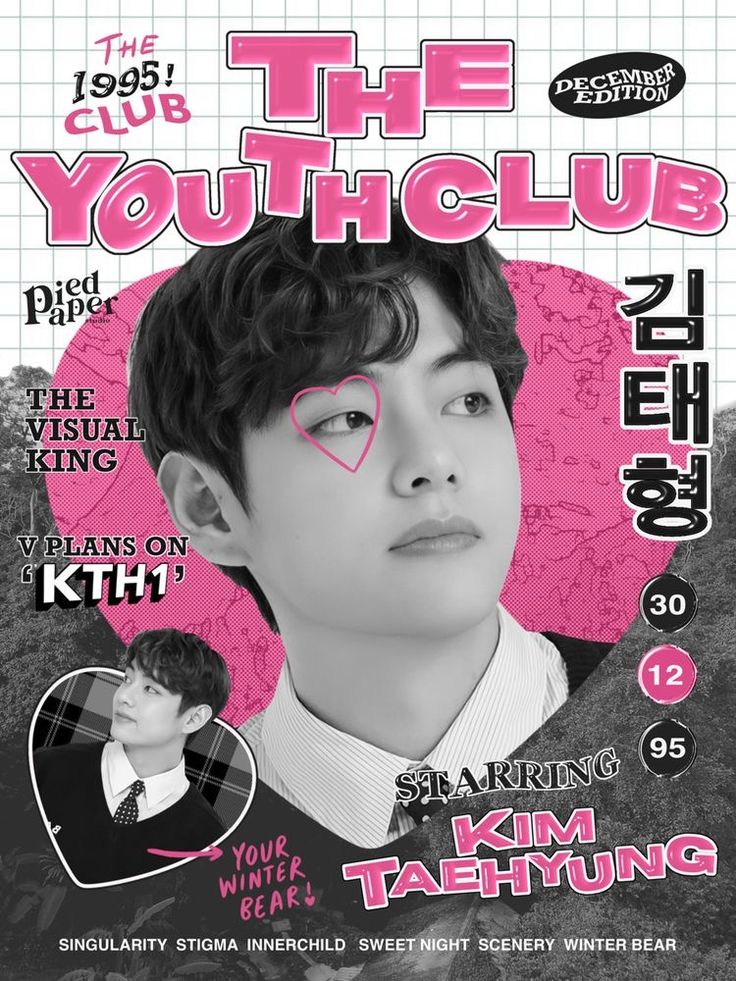 THE
1995!
CLUB
THE
YOUTH CLUB
DECEMBER
EDITION
Pied
Paper
studio
김태형
THE
VISUAL
KING
V PLANS ON
'KTH1'
30
12
95
STARRING
KIM
TAEHYUNG
YOUR
WINTER
BEAR!
SINGULARITY STIGMA INNERCHILD SWEET NIGHT SCENERY WINTER BEAR